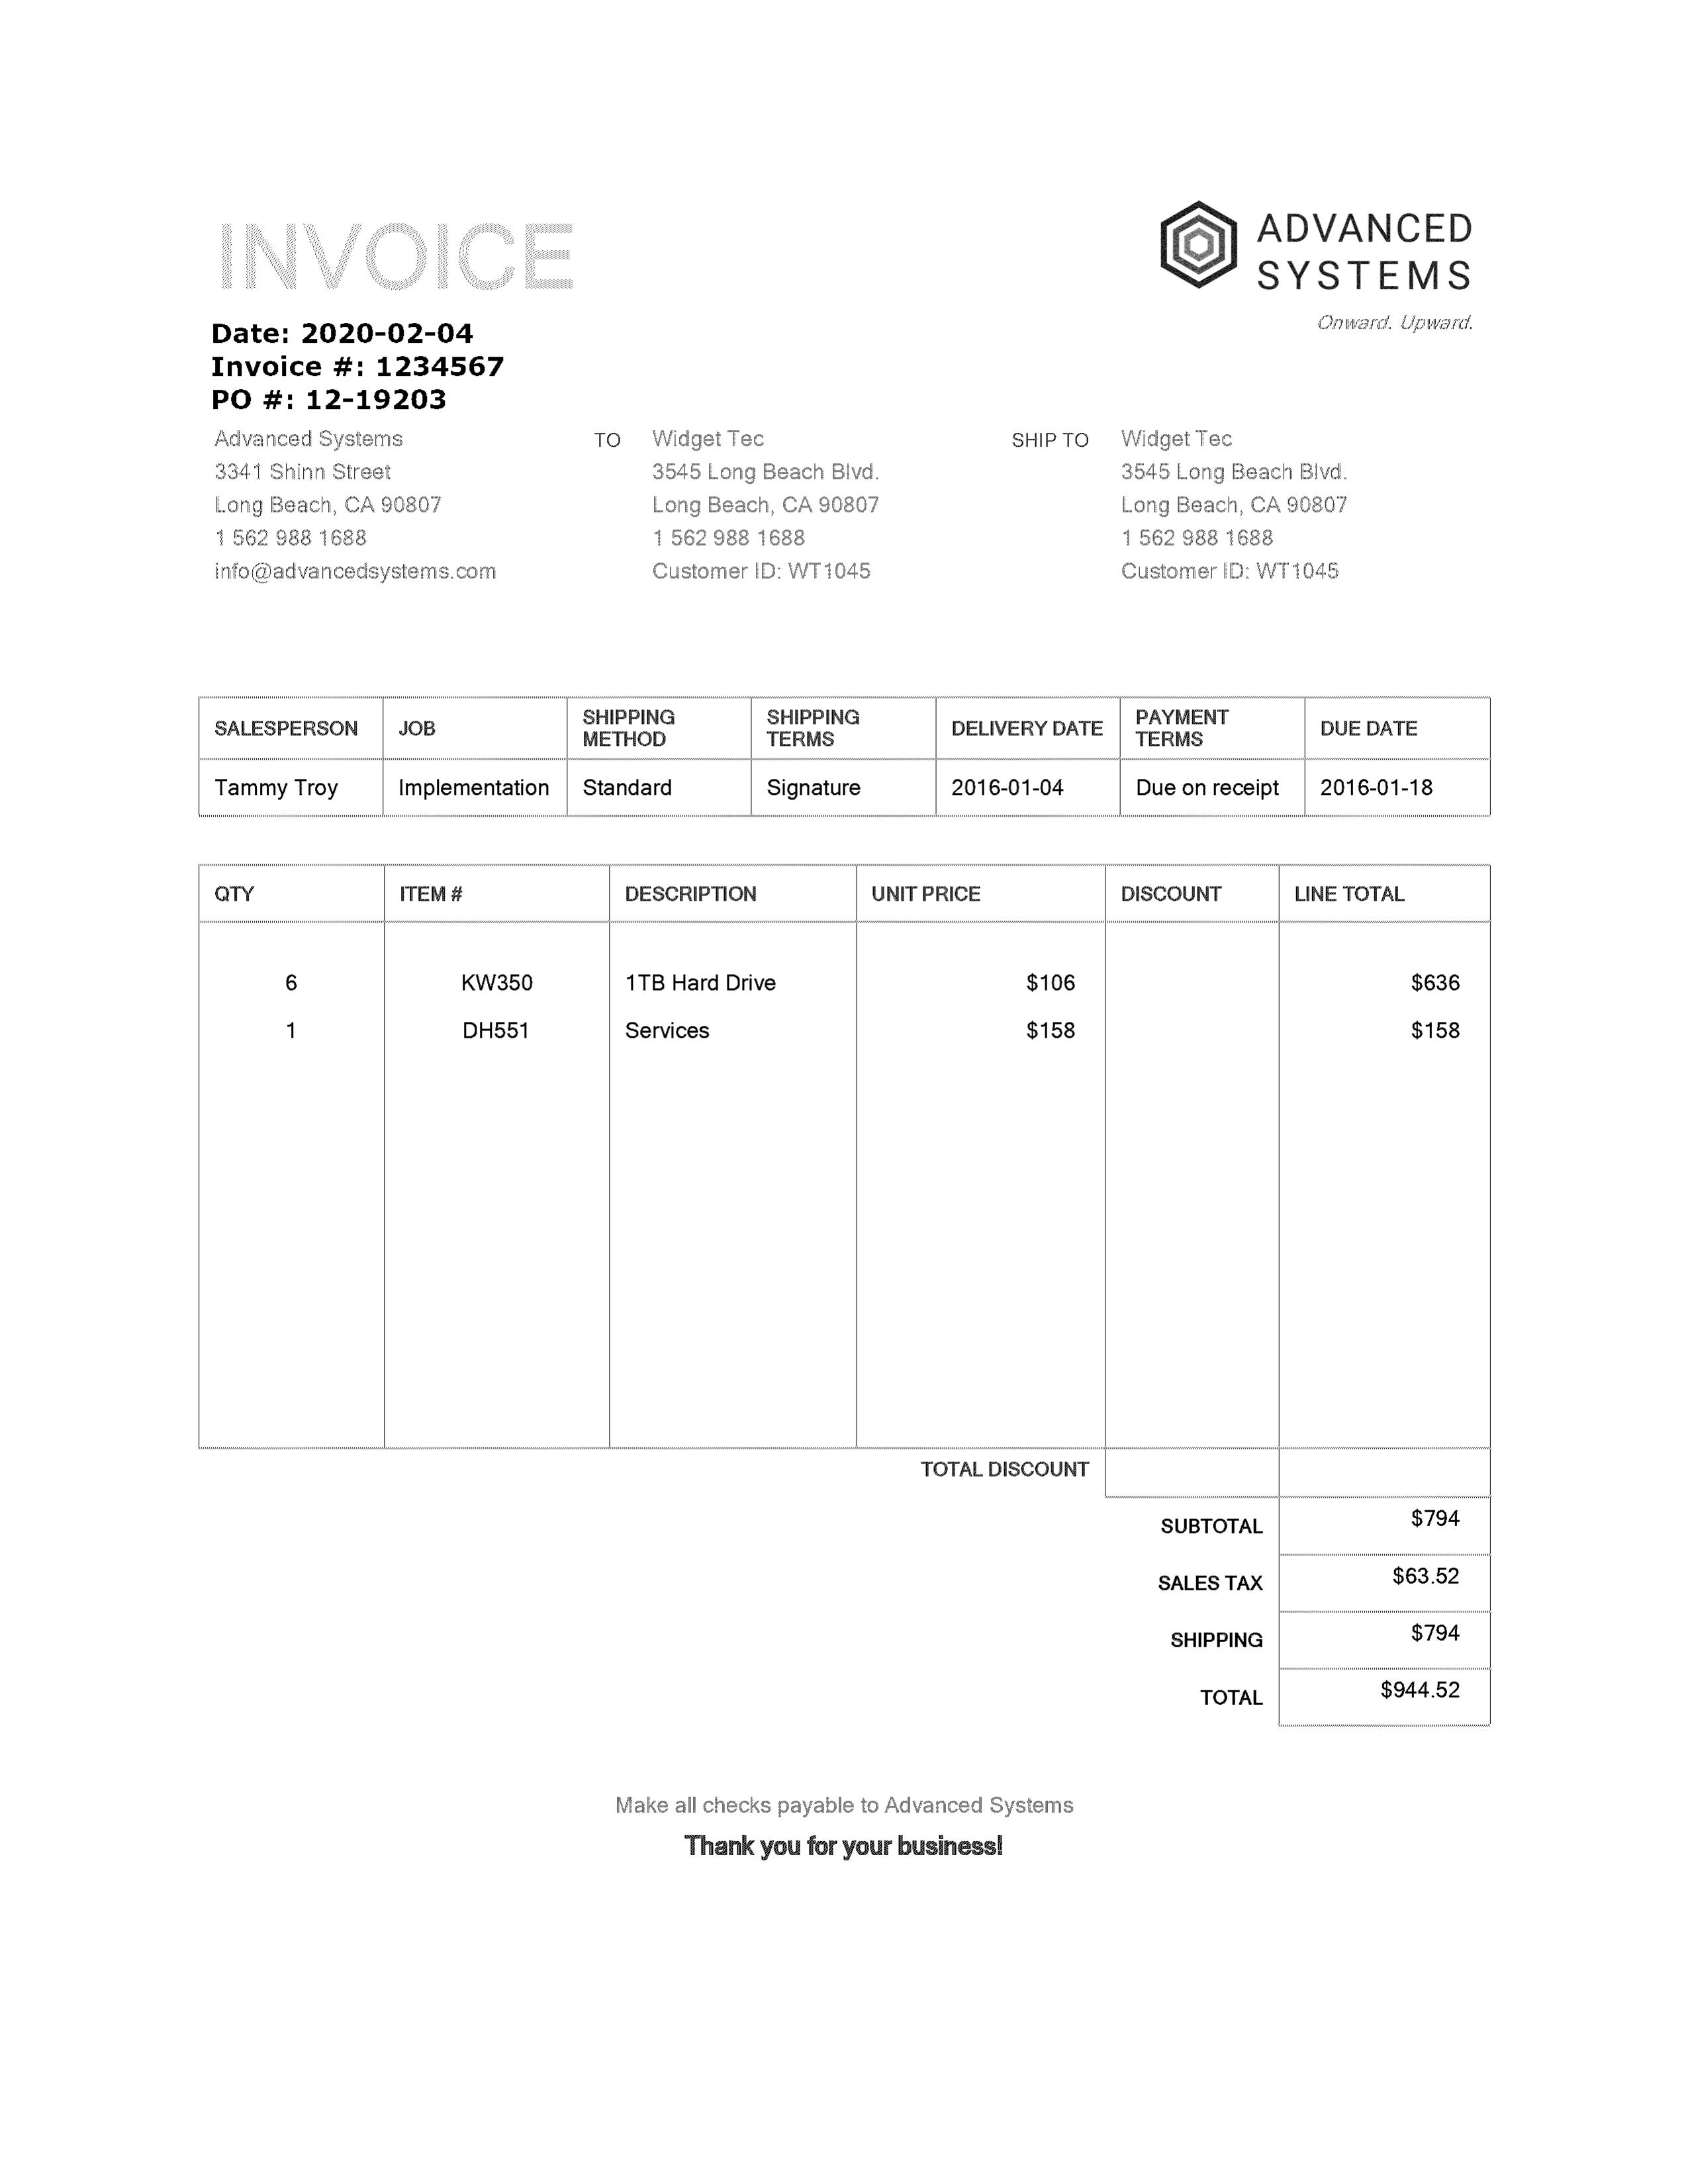 INVOICE
ADVANCED
SYSTEMS
Onward. Upward.
Date: 2020-02-04
Invoice #: 1234567
PO #: 12-19203
Advanced Systems
3341 Shinn Street
Long Beach, CA 90807
1 562 988 1688
info@advancedsystems.com
TO
Widget Tec
3545 Long Beach Blvd.
Long Beach, CA 90807
1 562 988 1688
Customer ID: WT1045
SHIP TO
Widget Tec
3545 Long Beach Blvd.
Long Beach, CA 90807
1 562 988 1688
Customer ID: WT1045
SALESPERSON JOB SHIPPING METHOD SHIPPING TERMS DELIVERY DATE PAYMENT TERMS DUE DATE
Tammy Troy Implementation Standard Signature 2016-01-04 Due on receipt 2016-01-18
QTY ITEM # DESCRIPTION UNIT PRICE DISCOUNT LINE TOTAL
6 KW350 1TB Hard Drive $106 $636
1 DH551 Services $158 $158
TOTAL DISCOUNT
SUBTOTAL $794
SALES TAX $63.52
SHIPPING $794
TOTAL $944.52
Make all checks payable to Advanced Systems
Thank you for your business!